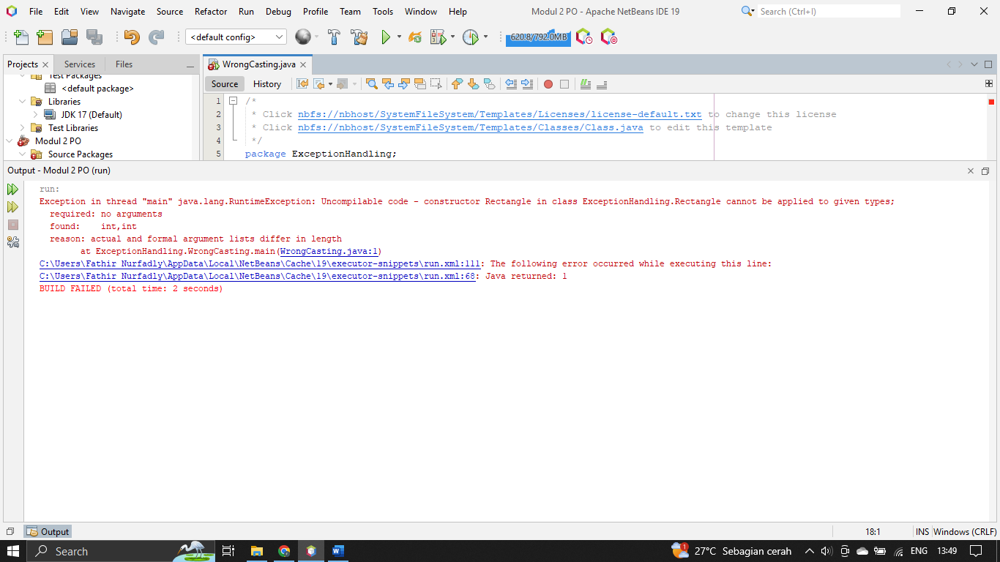 File Edit View Navigate Source Refactor Run Debug Profile Team Tools Window Help Modul 2 PO - Apache NetBeans IDE 19 Search (Ctrl+I)
<default config> 620.8/792.0MB
Projects Services Files WrongCasting.java
Test Packages
<default package>
Libraries
JDK 17 (Default)
Test Libraries
Modul 2 PO
Source Packages
Source History
1 /*
2 * Click nbfs://nbhost/SystemFileSystem/Templates/Licenses/license-default.txt to change this license
3 * Click nbfs://nbhost/SystemFileSystem/Templates/Classes/Class.java to edit this template
4 */
5 package ExceptionHandling;
Output - Modul 2 PO (run)
run:
Exception in thread "main" java.lang.RuntimeException: Uncompilable code - constructor Rectangle in class ExceptionHandling.Rectangle cannot be applied to given types;
required: no arguments
found: int,int
reason: actual and formal argument lists differ in length
at ExceptionHandling.WrongCasting.main(WrongCasting.java:1)
C:\Users\Fathir Nurfadly\AppData\Local\NetBeans\Cache\19\executor-snippets\run.xml:111: The following error occurred while executing this line:
C:\Users\Fathir Nurfadly\AppData\Local\NetBeans\Cache\19\executor-snippets\run.xml:68: Java returned: 1
BUILD FAILED (total time: 2 seconds)
Output 18:1 INS Windows (CRLF)
Search 1 27°C Sebagian cerah ENG 13:49